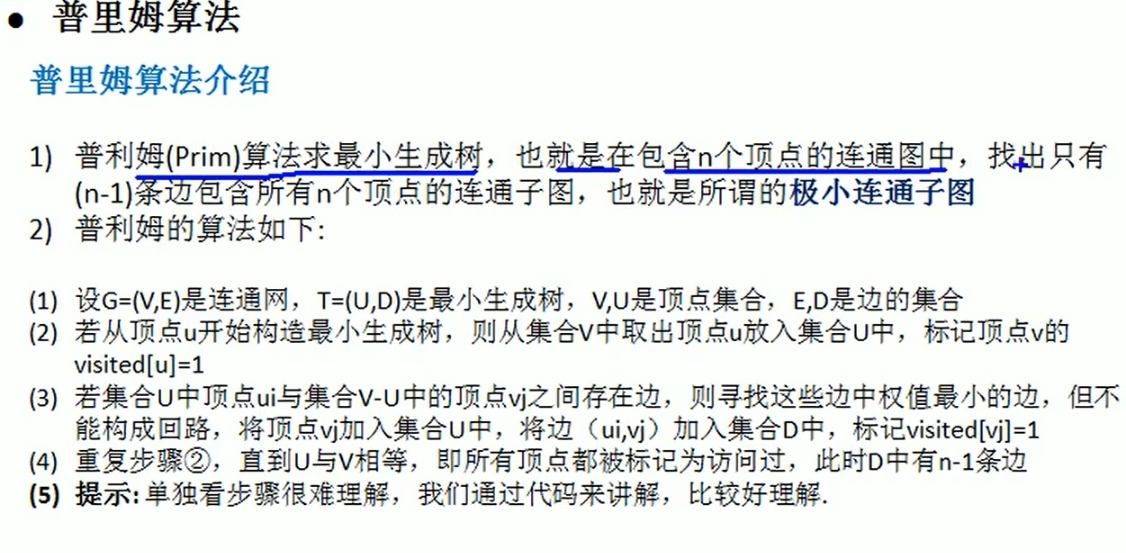 ● 普里姆算法
普里姆算法介绍
1) 普利姆(Prim)算法求最小生成树，也就是在包含n个顶点的连通图中，找出只有
(n-1)条边包含所有n个顶点的连通子图，也就是所谓的极小连通子图
2) 普利姆的算法如下:
(1) 设G=(V,E)是连通网，T=(U,D)是最小生成树，V,U是顶点集合，E,D是边的集合
(2) 若从顶点u开始构造最小生成树，则从集合V中取出顶点u放入集合U中，标记顶点v的
visited[u]=1
(3) 若集合U中顶点ui与集合V-U中的顶点vj之间存在边，则寻找这些边中权值最小的边，但不
能构成回路，将顶点vj加入集合U中，将边（ui,vj）加入集合D中，标记visited[vj]=1
(4) 重复步骤②，直到U与V相等，即所有顶点都被标记为访问过，此时D中有n-1条边
(5) 提示: 单独看步骤很难理解，我们通过代码来讲解，比较好理解.